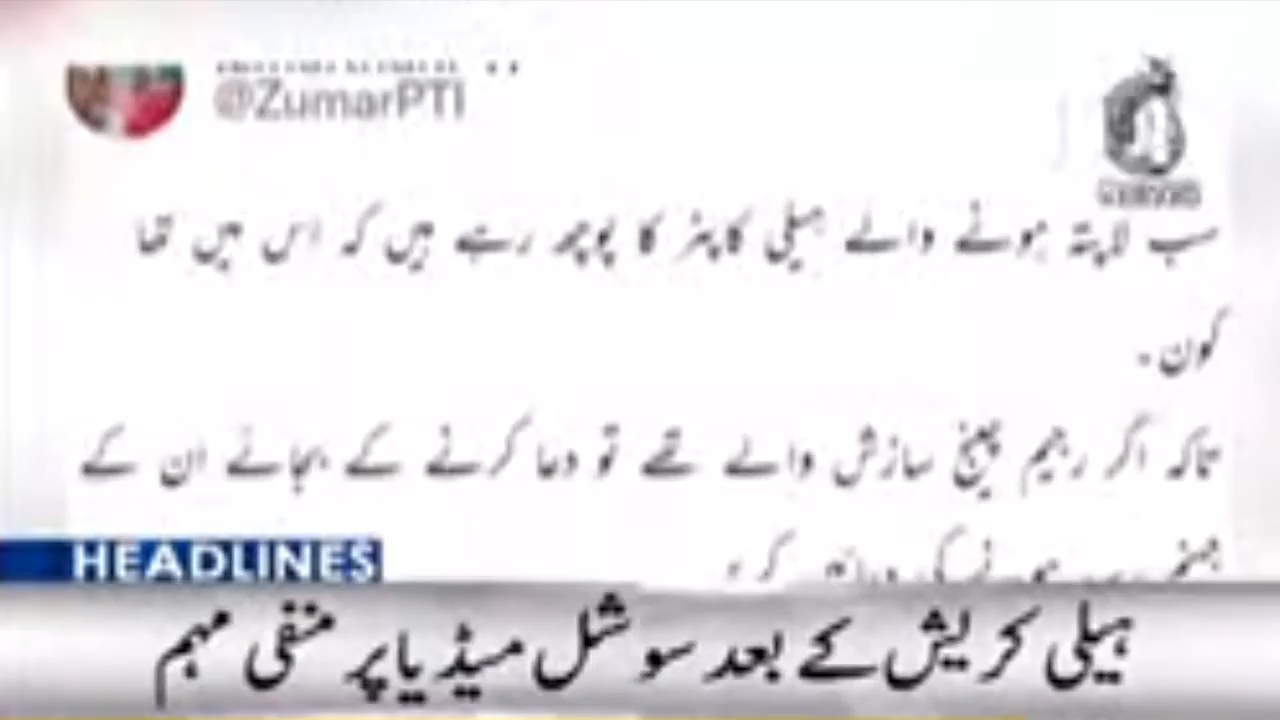 @ZumarPTI
سب لاپتہ ہونے والے ہیلی کاپٹر کا پوچھ رہے ہیں کہ اس میں تھا
کون۔
تاکہ اگر رجیم چینج سازش والے تھے تو دعا کرنے کے بجائے ان کے
HEADLINES
ہیلی کریش کے بعد سوشل میڈیا پر منفی مہم